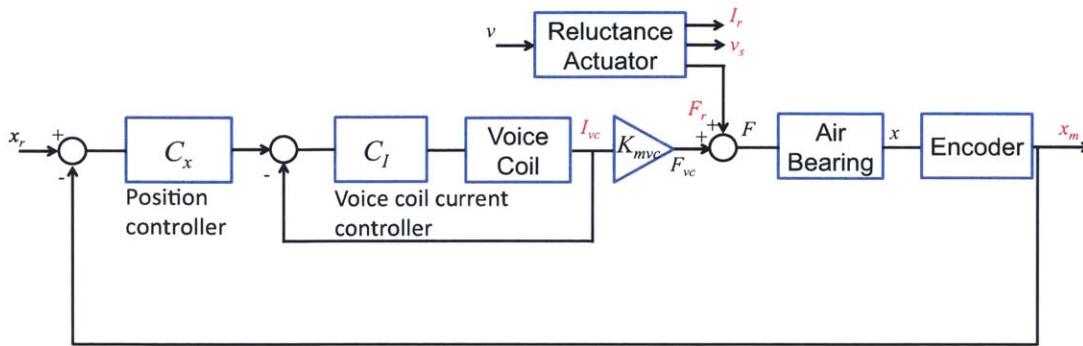 v
Reluctance
Actuator
I_r
v_s
F_r
x_r
+
-
C_x
Position
controller
-
C_I
Voice coil current
controller
Voice
Coil
I_vc
K_mvc
F_vc
+
+
F
Air
Bearing
x
Encoder
x_m